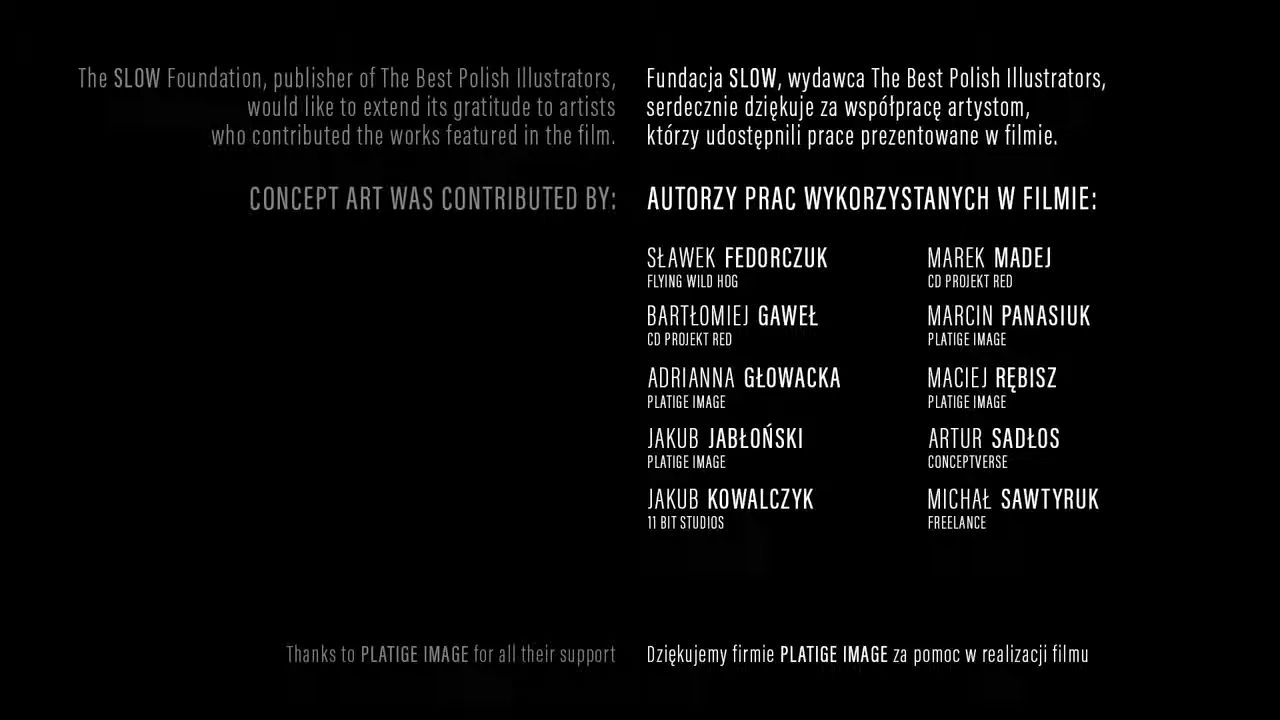 The SLOW Foundation, publisher of The Best Polish Illustrators,
would like to extend its gratitude to artists
who contributed the works featured in the film.
Fundacja SLOW, wydawca The Best Polish Illustrators,
serdecznie dziękuje za współpracę artystom,
którzy udostępnili prace prezentowane w filmie.
CONCEPT ART WAS CONTRIBUTED BY:
AUTORZY PRAC WYKORZYSTANYCH W FILMIE:
SŁAWEK FEDORCZUK
FLYING WILD HOG
BARTŁOMIEJ GAWEŁ
CD PROJEKT RED
ADRIANNA GŁOWACKA
PLATIGE IMAGE
JAKUB JABŁOŃSKI
PLATIGE IMAGE
JAKUB KOWALCZYK
11 BIT STUDIOS
MAREK MADEJ
CD PROJEKT RED
MARCIN PANASIUK
PLATIGE IMAGE
MACIEJ RĘBISZ
PLATIGE IMAGE
ARTUR SADŁOS
CONCEPTVERSE
MICHAŁ SAWTYRUK
FREELANCE
Thanks to PLATIGE IMAGE for all their support
Dziękujemy firmie PLATIGE IMAGE za pomoc w realizacji filmu